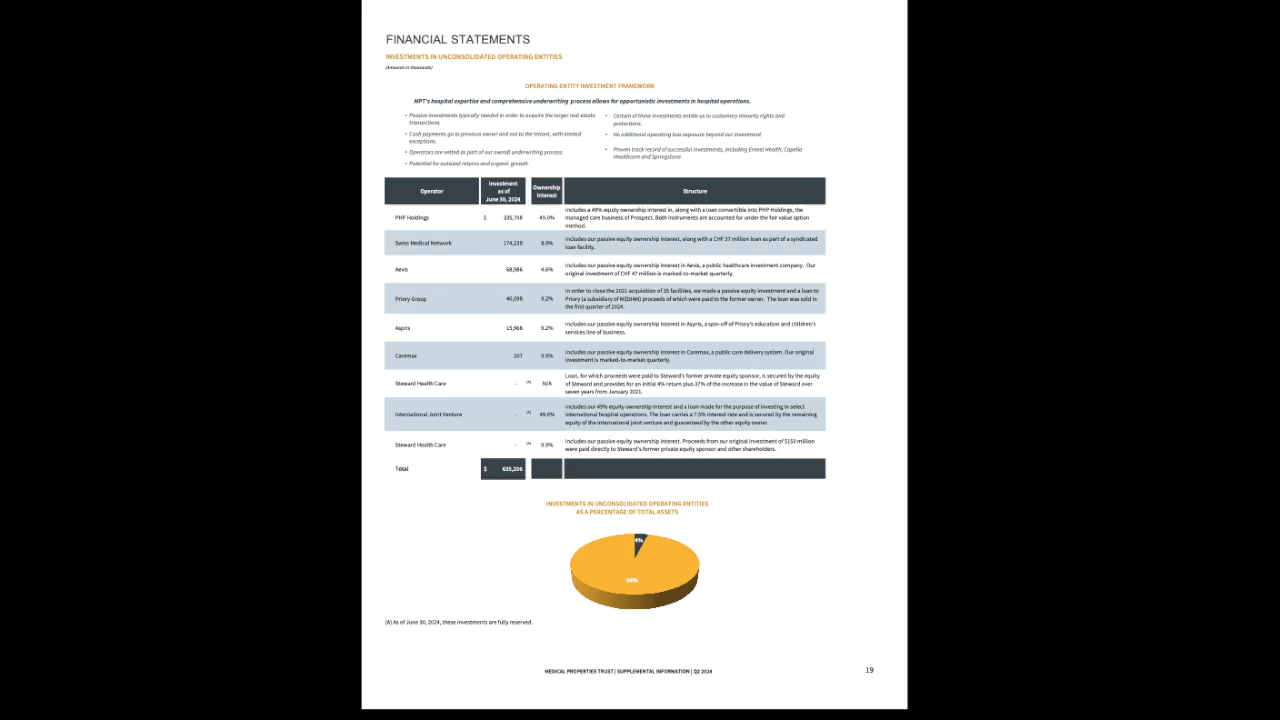 FINANCIAL STATEMENTS
INVESTMENTS IN UNCONSOLIDATED OPERATING ENTITIES
(Amounts in thousands)
OPERATING ENTITY INVESTMENT FRAMEWORK
MPT's hospital expertise and comprehensive underwriting process allows for opportunistic investments in hospital operations.
• Passive investments typically needed in order to acquire the larger real estate
transactions.
• Cash payments go to previous owner and not to the tenant, with limited
exceptions.
• Operators are vetted as part of our overall underwriting process.
• Potential for outsized returns and organic growth.
• Certain of these investments entitle us to customary minority rights and
protections.
• No additional operating loss exposure beyond our investment.
• Proven track record of successful investments, including Ernest Health, Capella
Healthcare and Springstone.
Operator
Investment
as of
June 30, 2024
Ownership
Interest
Structure
PHP Holdings $ 335,708 49.0%
Includes a 49% equity ownership interest in, along with a loan convertible into PHP Holdings, the
managed care business of Prospect. Both instruments are accounted for under the fair value option
method.
Swiss Medical Network 174,239 8.9%
Includes our passive equity ownership interest, along with a CHF 37 million loan as part of a syndicated
loan facility.
Aevis 68,986 4.6%
Includes our passive equity ownership interest in Aevis, a public healthcare investment company. Our
original investment of CHF 47 million is marked-to-market quarterly.
Priory Group 40,098 9.2%
In order to close the 2021 acquisition of 35 facilities, we made a passive equity investment and a loan to
Priory (a subsidiary of MEDIAN) proceeds of which were paid to the former owner. The loan was sold in
the first quarter of 2024.
Aspris 15,968 9.2%
Includes our passive equity ownership interest in Aspris, a spin-off of Priory's education and children's
services line of business.
Caremax 207 9.9%
Includes our passive equity ownership interest in Caremax, a public care delivery system. Our original
investment is marked-to-market quarterly.
Steward Health Care - (A) N/A
Loan, for which proceeds were paid to Steward's former private equity sponsor, is secured by the equity
of Steward and provides for an initial 4% return plus 37% of the increase in the value of Steward over
seven years from January 2021.
International Joint Venture - (A) 49.0%
Includes our 49% equity ownership interest and a loan made for the purpose of investing in select
international hospital operations. The loan carries a 7.5% interest rate and is secured by the remaining
equity of the international joint venture and guaranteed by the other equity owner.
Steward Health Care - (A) 9.9%
Includes our passive equity ownership interest. Proceeds from our original investment of $150 million
were paid directly to Steward's former private equity sponsor and other shareholders.
Total $ 635,206
INVESTMENTS IN UNCONSOLIDATED OPERATING ENTITIES
AS A PERCENTAGE OF TOTAL ASSETS
4%
96%
(A) As of June 30, 2024, these investments are fully reserved.
MEDICAL PROPERTIES TRUST | SUPPLEMENTAL INFORMATION | Q2 2024
19